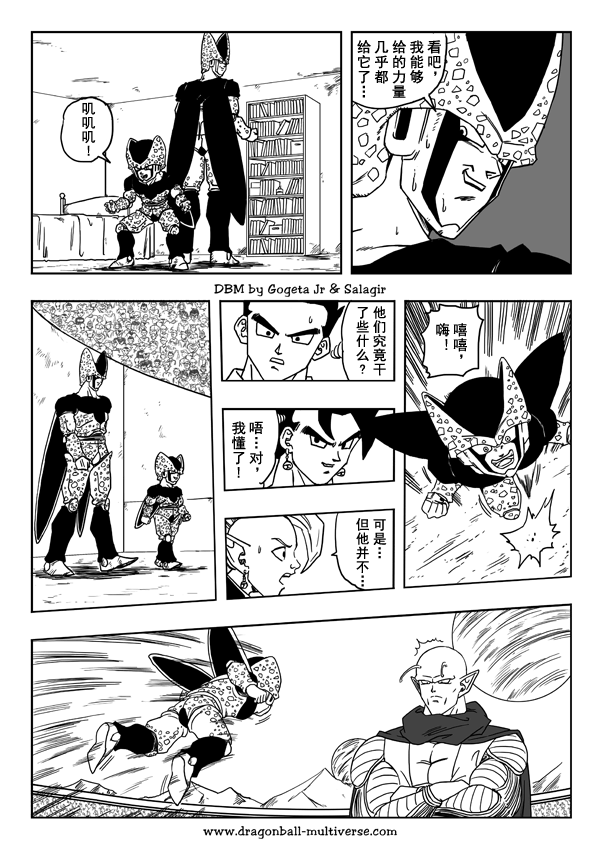 叽叽叽！
看吧，
我能够
给的力量
几乎都
给它了…
DBM by Gogeta Jr & Salagir
他们究竟干
了些什么？
嘻嘻，
嗨！
唔…对，
我懂了！
可是…
但他并不…
www.dragonball-multiverse.com